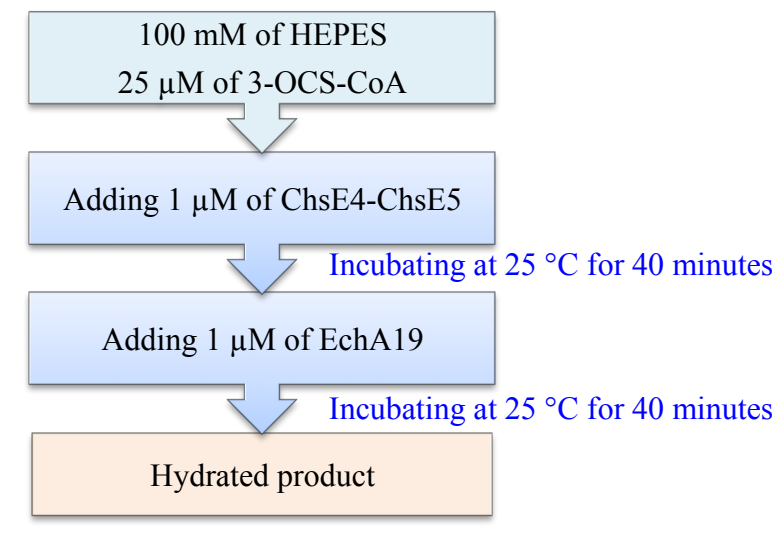 100 mM of HEPES
25 µM of 3-OCS-CoA
Adding 1 µM of ChsE4-ChsE5
Incubating at 25 °C for 40 minutes
Adding 1 µM of EchA19
Incubating at 25 °C for 40 minutes
Hydrated product